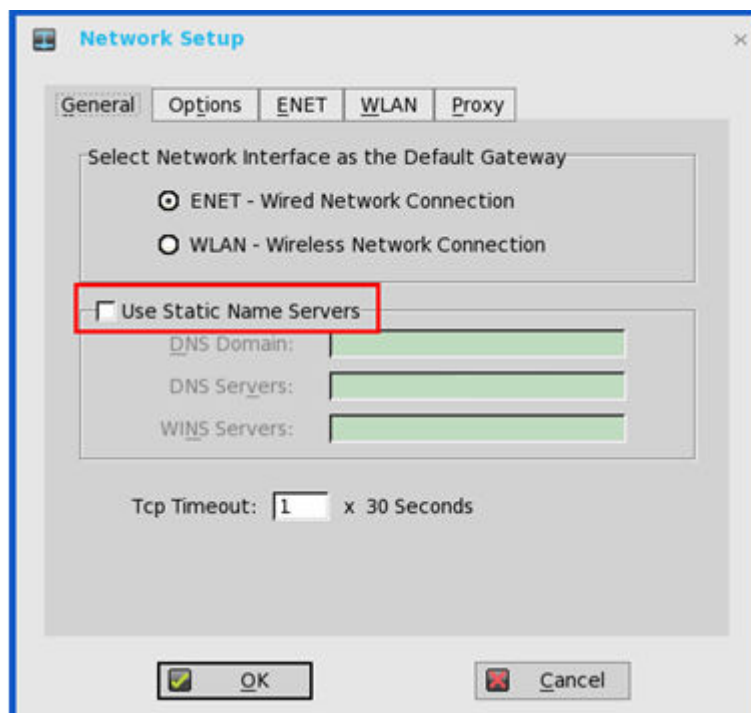 Network Setup
General
Options
ENET
WLAN
Proxy
Select Network Interface as the Default Gateway
ENET - Wired Network Connection
WLAN - Wireless Network Connection
Use Static Name Servers
DNS Domain:
DNS Servers:
WINS Servers:
Tcp Timeout: 1 x 30 Seconds
OK
Cancel